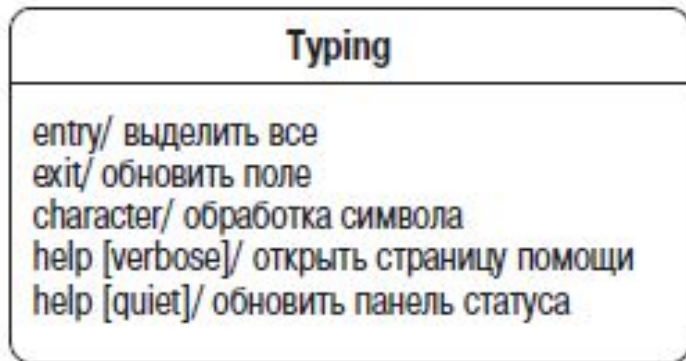 Typing
entry/ выделить все
exit/ обновить поле
character/ обработка символа
help [verbose]/ открыть страницу помощи
help [quiet]/ обновить панель статуса